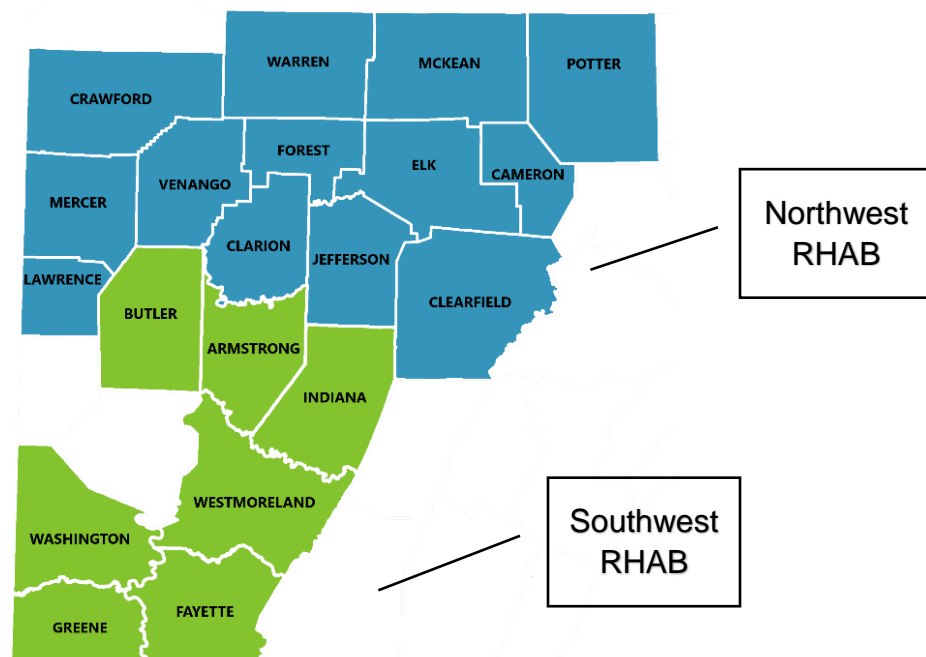 WARREN
MCKEAN
POTTER
CRAWFORD
FOREST
ELK
CAMERON
VENANGO
MERCER
CLARION
JEFFERSON
LAWRENCE
CLEARFIELD
BUTLER
ARMSTRONG
INDIANA
WESTMORELAND
WASHINGTON
FAYETTE
GREENE
Northwest
RHAB
Southwest
RHAB